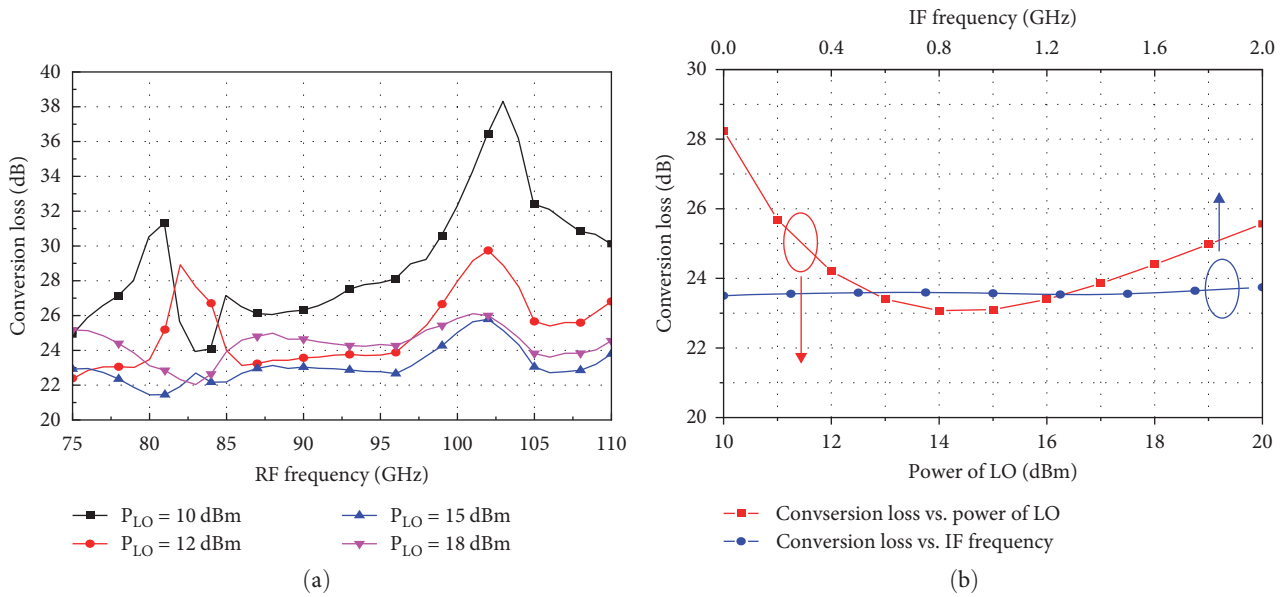 40
38
36
34
32
30
28
26
24
22
20
Conversion loss (dB)
75 80 85 90 95 100 105 110
RF frequency (GHz)
P_LO = 10 dBm
P_LO = 12 dBm
P_LO = 15 dBm
P_LO = 18 dBm
(a)
IF frequency (GHz)
0.0 0.4 0.8 1.2 1.6 2.0
30
28
26
24
22
20
Conversion loss (dB)
10 12 14 16 18 20
Power of LO (dBm)
Convsersion loss vs. power of LO
Conversion loss vs. IF frequency
(b)